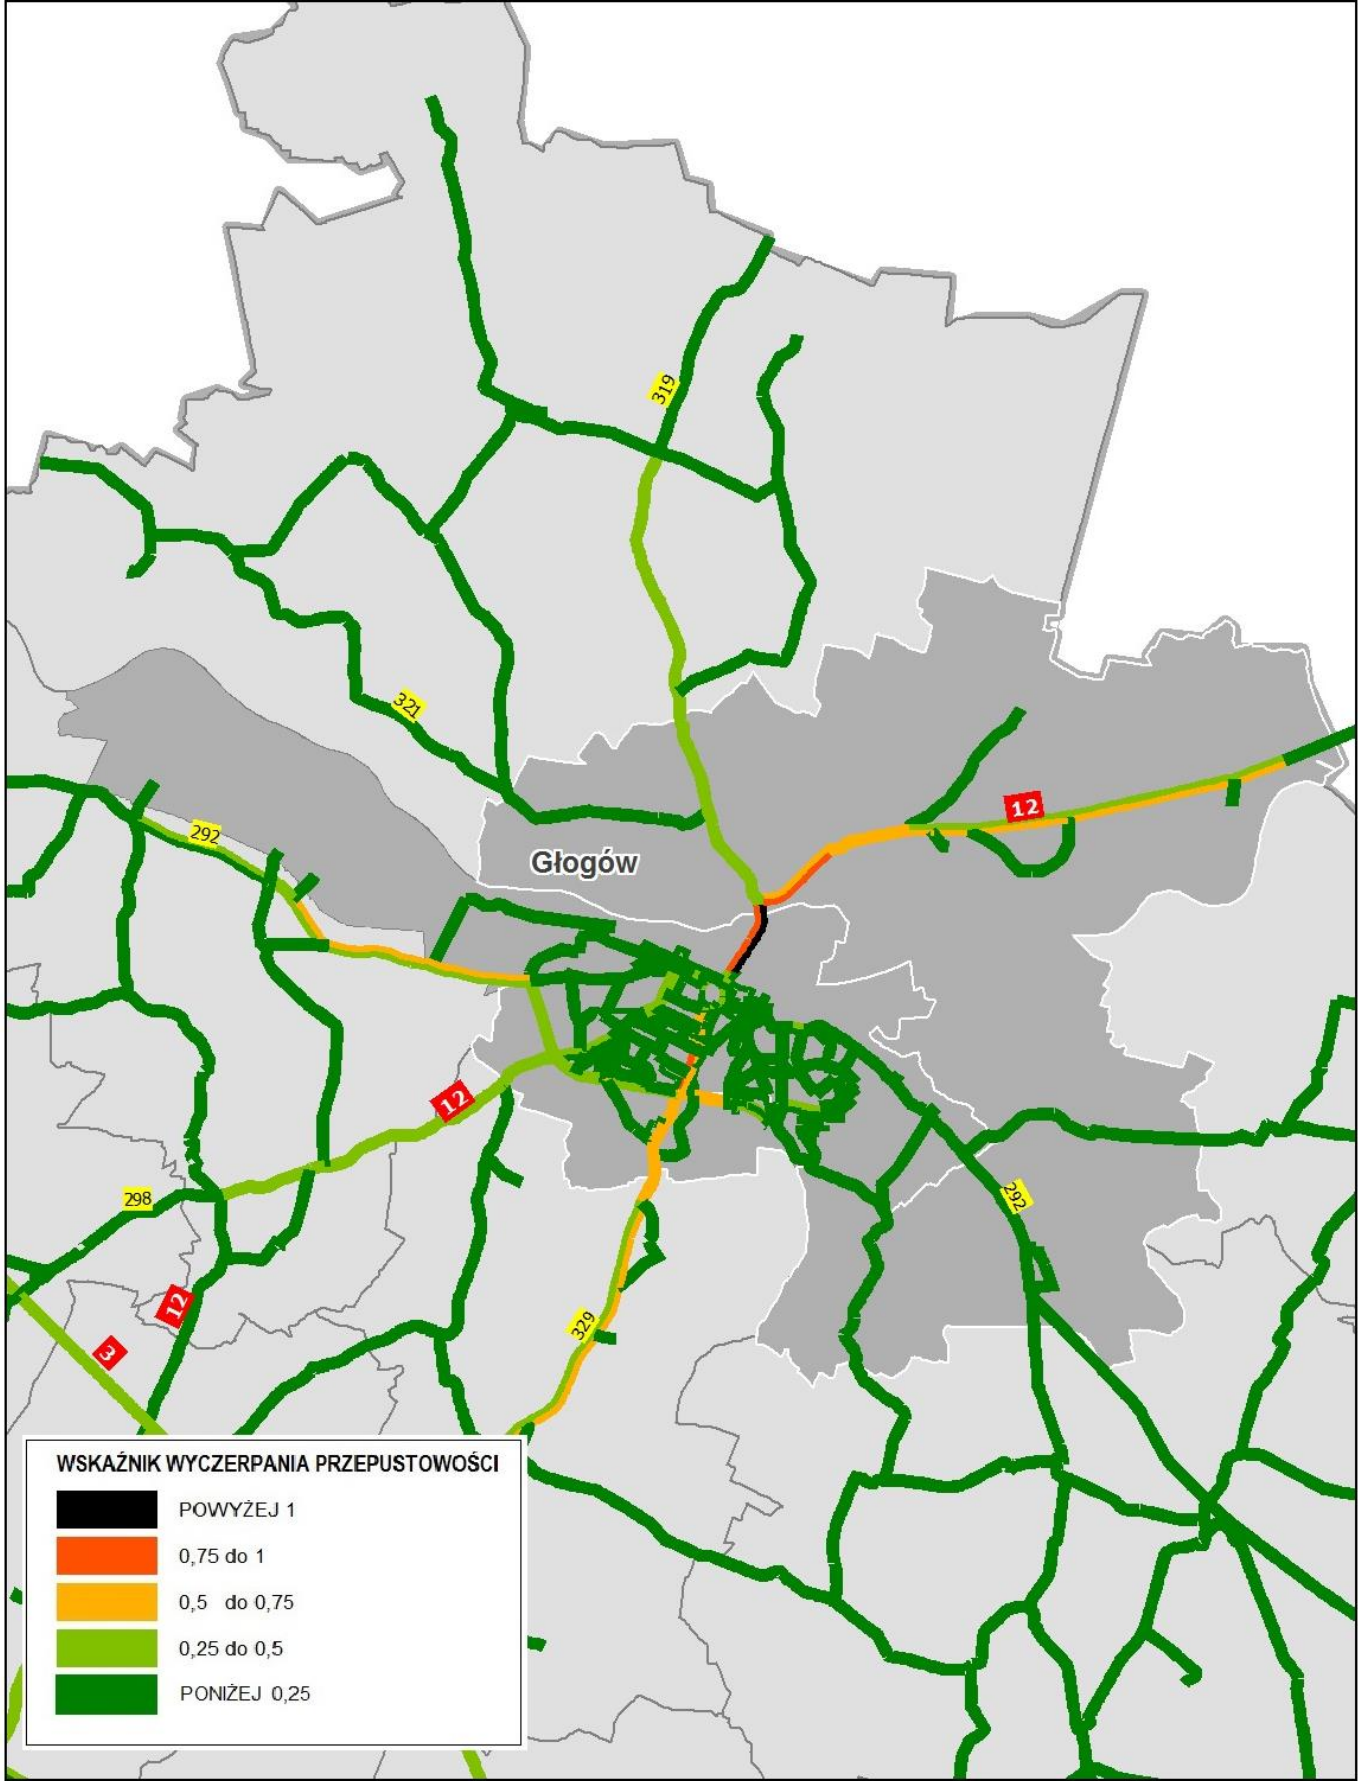 319
321
12
292
Głogów
12
298
292
12
329
3
WSKAŹNIK WYCZERPANIA PRZEPUSTOWOŚCI
POWYŻEJ 1
0,75 do 1
0,5 do 0,75
0,25 do 0,5
PONIŻEJ 0,25